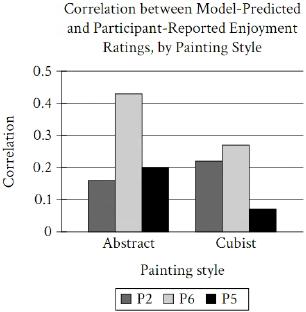 Correlation between Model-Predicted
and Participant-Reported Enjoyment
Ratings, by Painting Style
0.5
0.4
0.3
0.2
0.1
0
Correlation
Abstract
Cubist
Painting style
P2
P6
P5